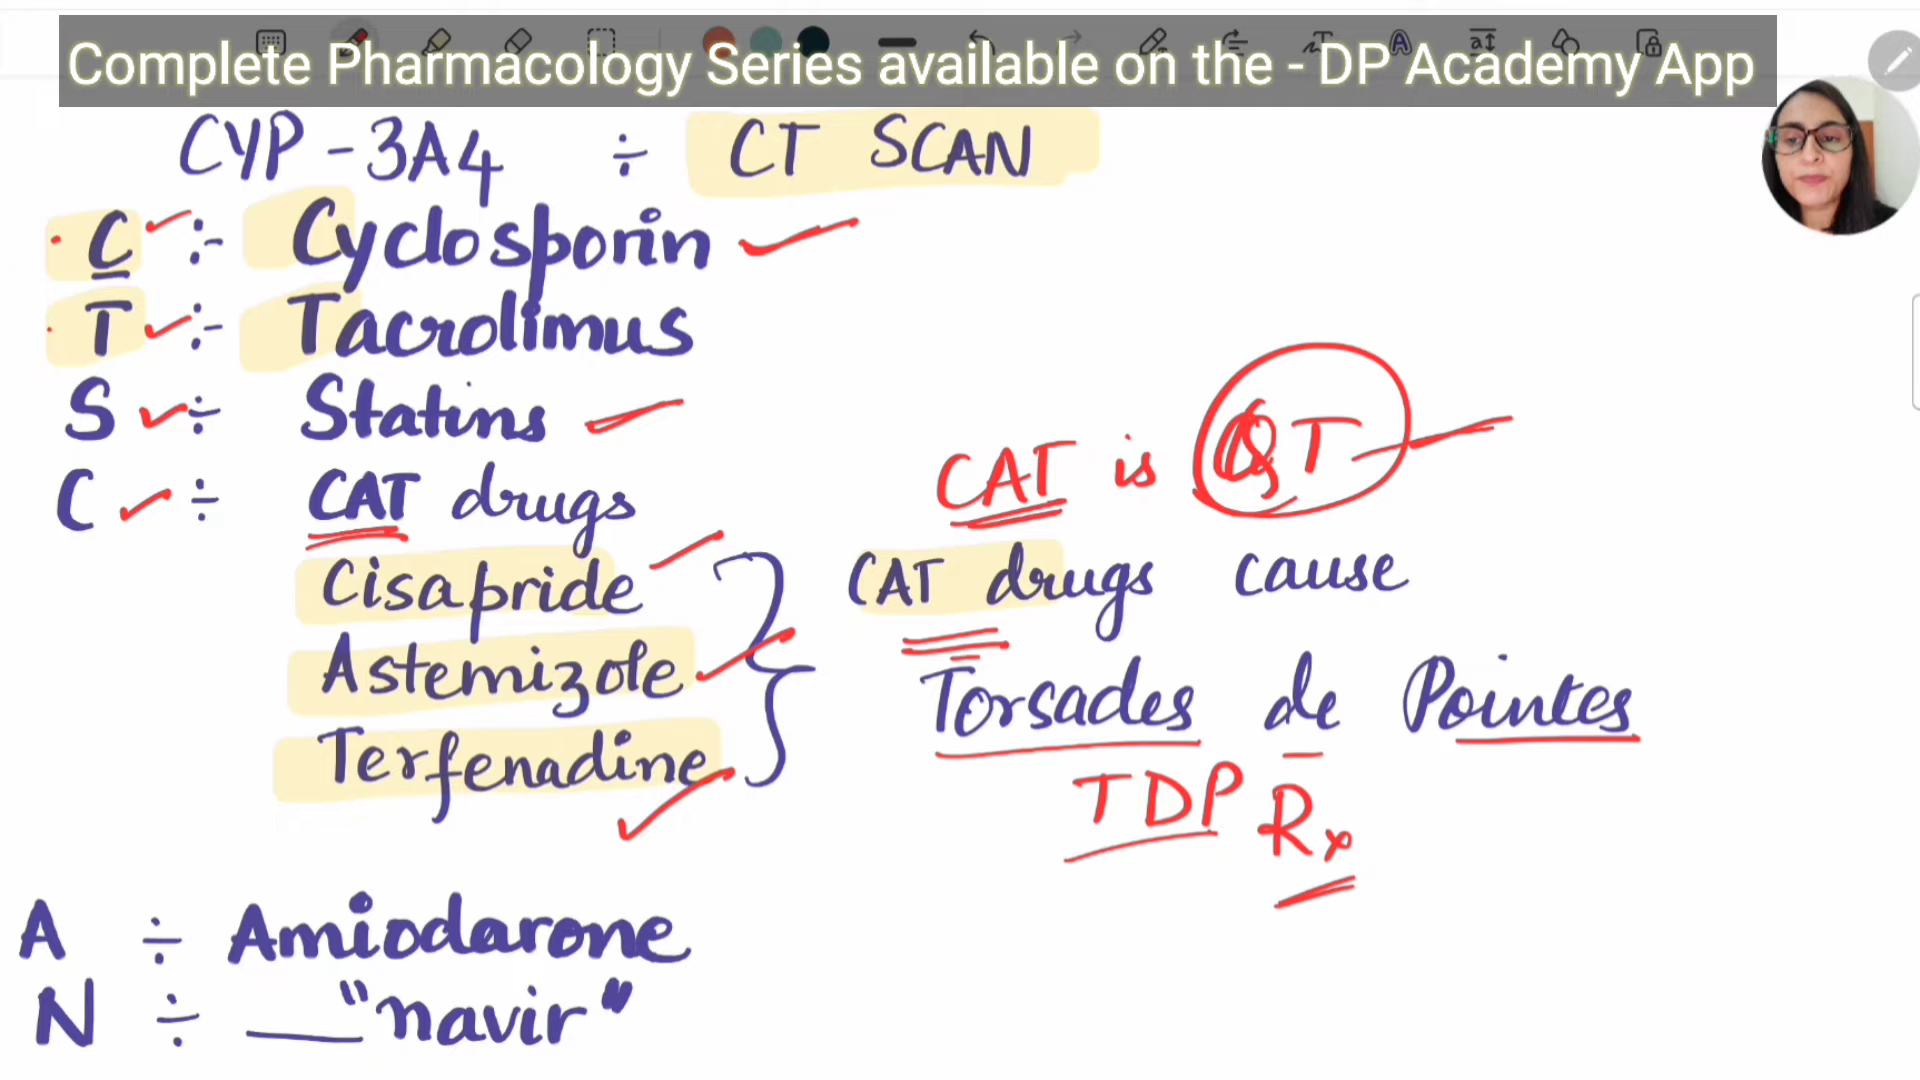 Complete Pharmacology Series available on the - DP Academy App
CYP-3A4 ÷ CT SCAN
C ÷ Cyclosporin
T ÷ Tacrolimus
S ÷ Statins
C ÷ CAT drugs
Cisapride
Astemizole
Terfenadine
CAT is QT
CAT drugs cause
Torsades de Pointes
TDP Rx
A ÷ Amiodarone
N ÷ __"navir"